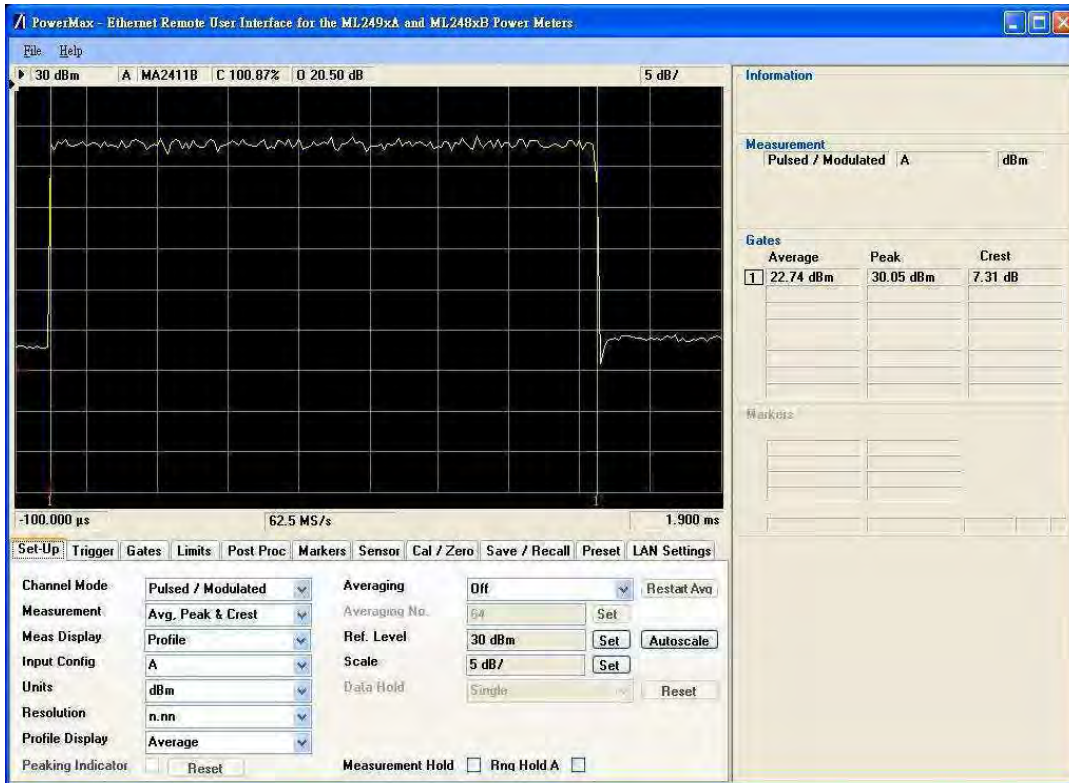 PowerMax - Ethernet Remote User Interface for the ML249xA and ML248xB Power Meters
File Help
30 dBm A MA2411B C 100.87% O 20.50 dB 5 dB/
1 1
-100.000 µs 62.5 MS/s 1.900 ms
Information
Measurement
Pulsed / Modulated A dBm
Gates
Average Peak Crest
1 22.74 dBm 30.05 dBm 7.31 dB
Markers
Set-Up Trigger Gates Limits Post Proc Markers Sensor Cal / Zero Save / Recall Preset LAN Settings
Channel Mode Pulsed / Modulated Averaging Off Restart Avg
Measurement Avg, Peak & Crest Averaging No. 64 Set
Meas Display Profile Ref. Level 30 dBm Set Autoscale
Input Config A Scale 5 dB/ Set
Units dBm Data Hold Single Reset
Resolution n.nn
Profile Display Average
Peaking Indicator Reset Measurement Hold Rng Hold A